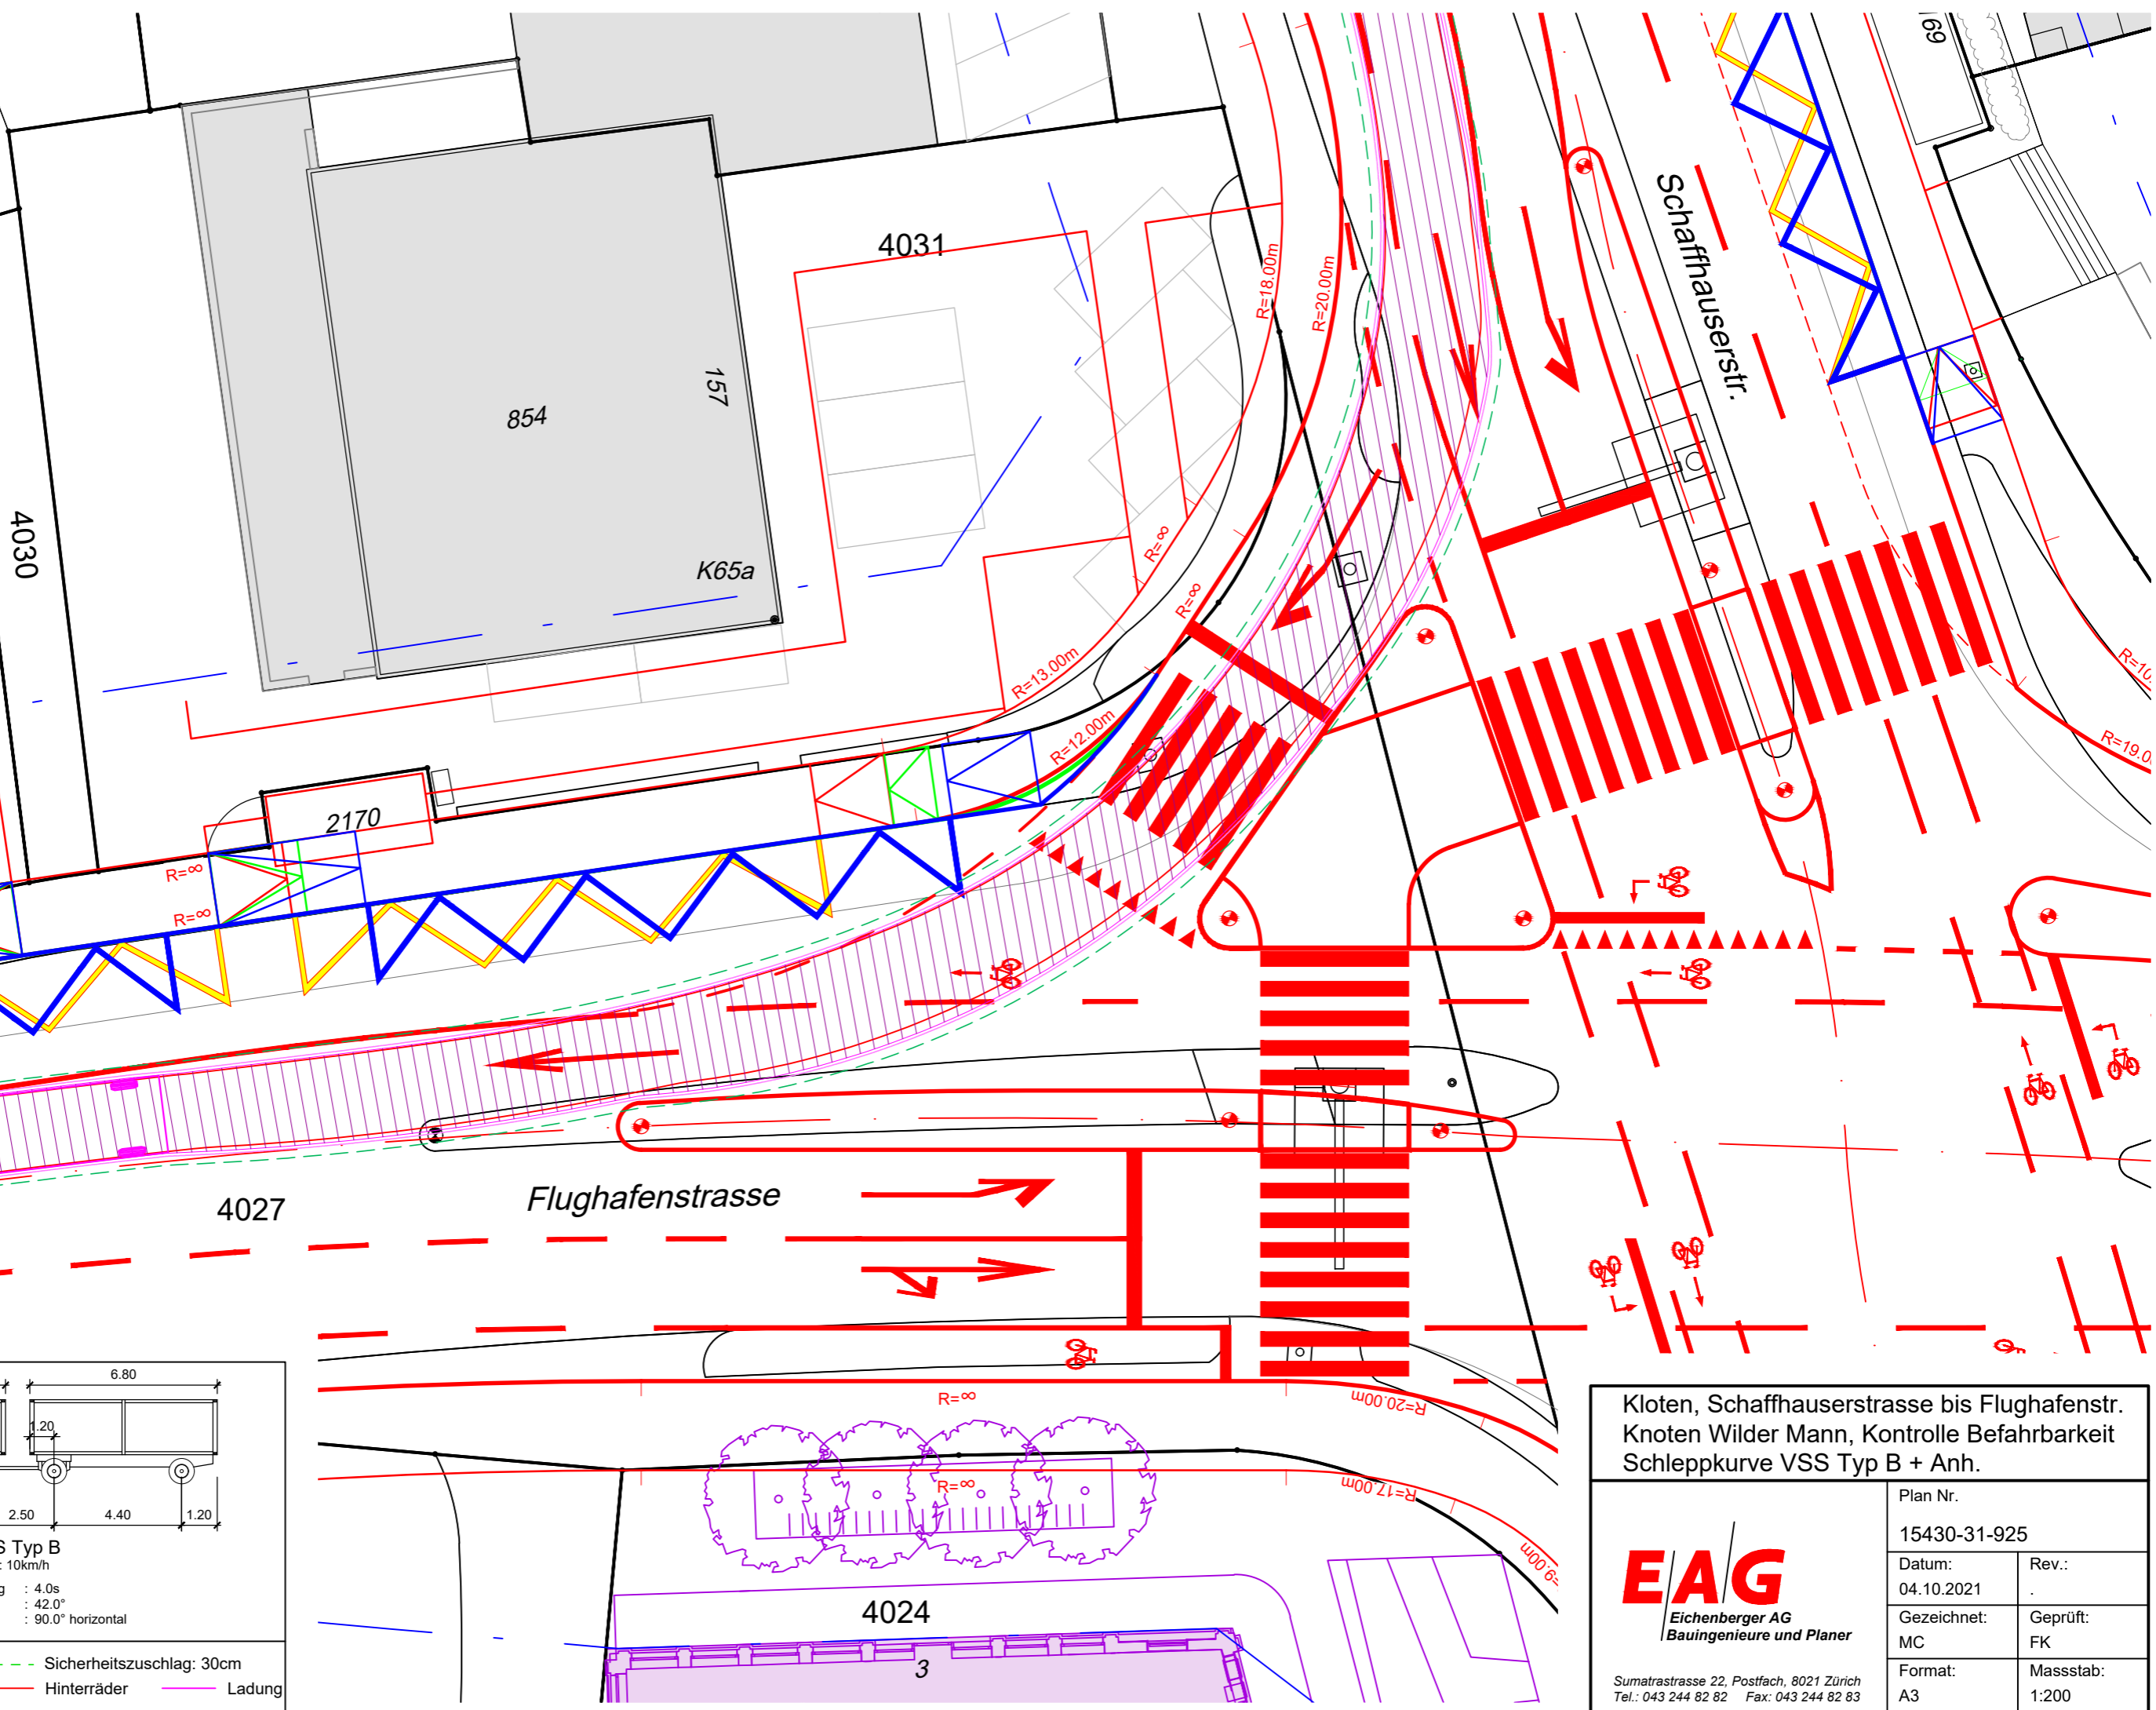 169
Schaffhauserstr.
4031
R=18.00m
R=20.00m
157
854
4030
K65a
R=∞
R=∞
R=13.00m
R=12.00m
R=10.
R=19.0
2170
R=∞
R=∞
4027
Flughafenstrasse
R=∞
R=20.00m
R=∞
R=17.00m
=9.00m
4024
3
6.80
1.20
2.50
4.40
1.20
S Typ B
: 10km/h
g : 4.0s
: 42.0°
: 90.0° horizontal
Sicherheitszuschlag: 30cm
Hinterräder Ladung
Kloten, Schaffhauserstrasse bis Flughafenstr.
Knoten Wilder Mann, Kontrolle Befahrbarkeit
Schleppkurve VSS Typ B + Anh.
Plan Nr.
15430-31-925
Datum: Rev.:
04.10.2021 .
Gezeichnet: Geprüft:
MC FK
Format: Massstab:
A3 1:200
EAG
Eichenberger AG
Bauingenieure und Planer
Sumatrastrasse 22, Postfach, 8021 Zürich
Tel.: 043 244 82 82 Fax: 043 244 82 83